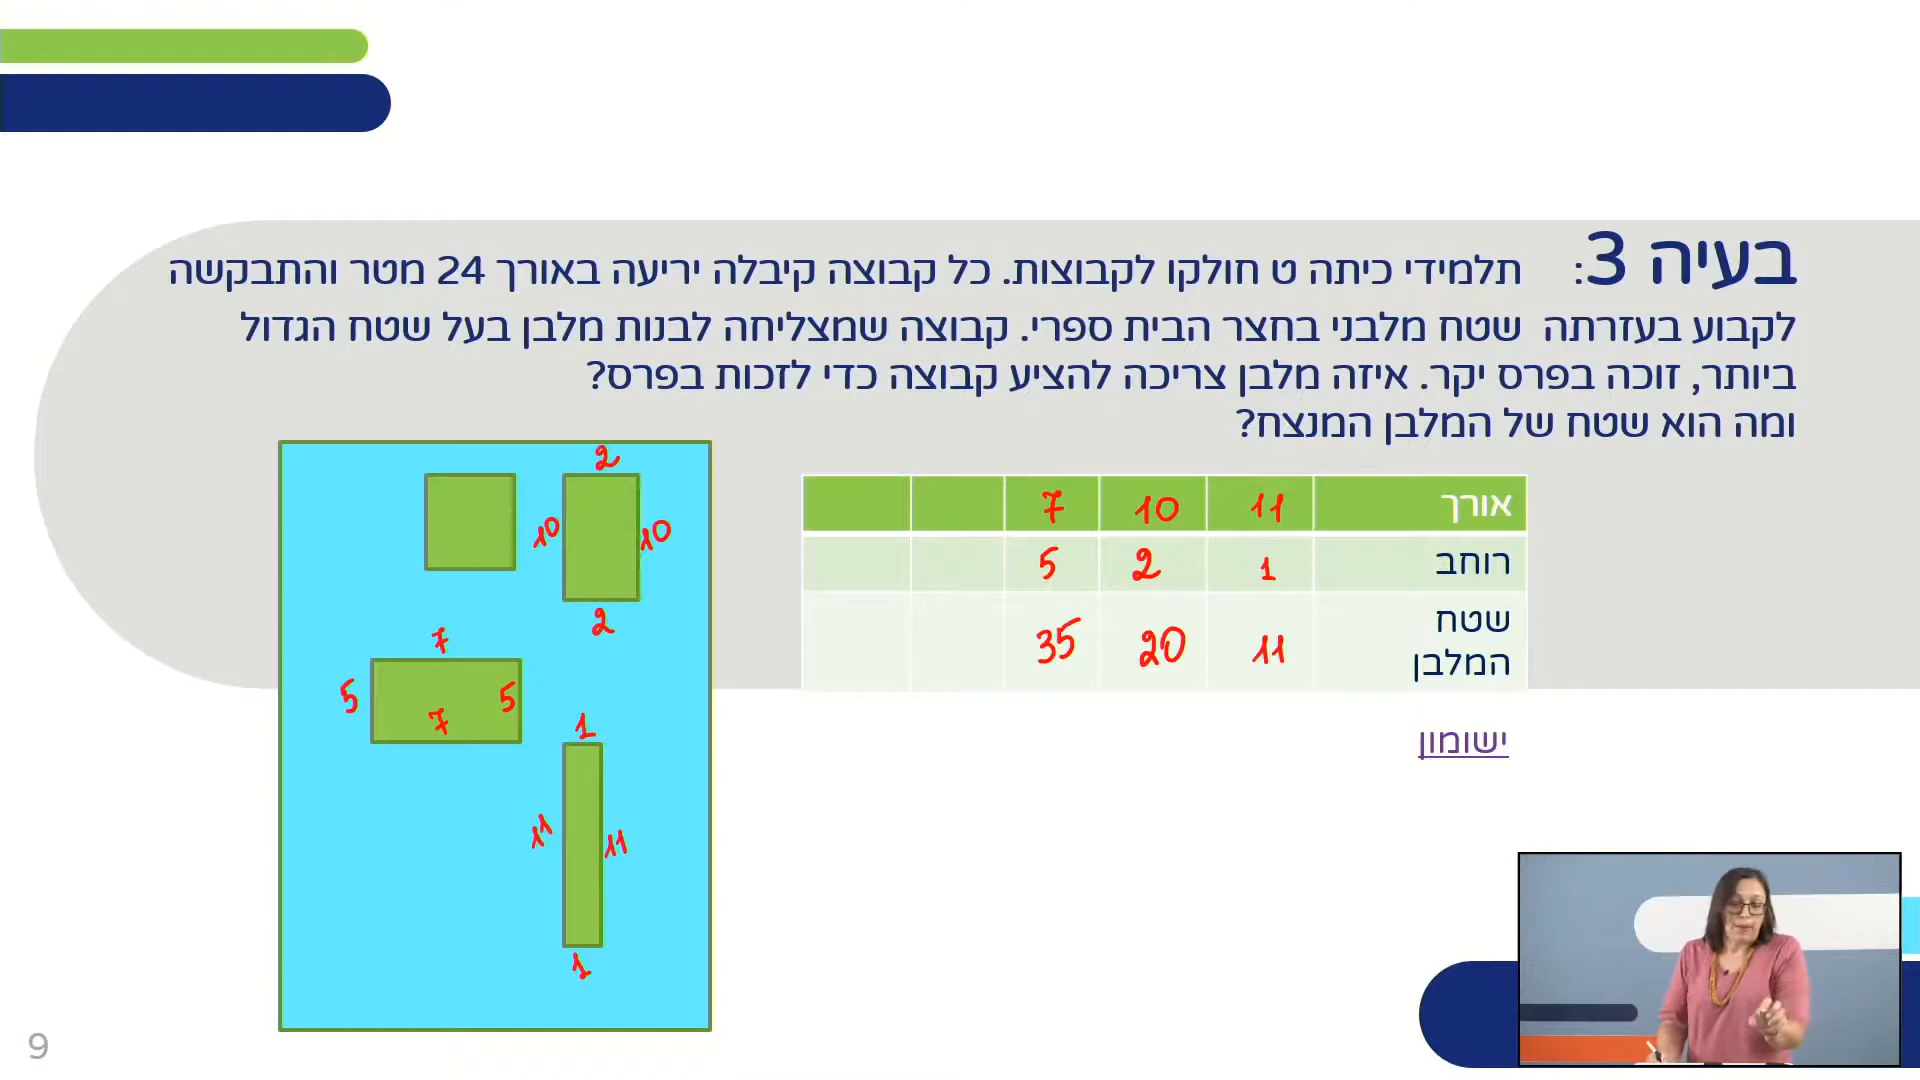 בעיה 3: תלמידי כיתה ט חולקו לקבוצות. כל קבוצה קיבלה יריעה באורך 24 מטר והתבקשה
לקבוע בעזרתה שטח מלבני בחצר הבית ספרי. קבוצה שמצליחה לבנות מלבן בעל שטח הגדול
ביותר, זוכה בפרס יקר. איזה מלבן צריכה להציע קבוצה כדי לזכות בפרס?
ומה הוא שטח של המלבן המנצח?
אורך 11 10 7
רוחב 1 2 5
שטח
המלבן 11 20 35
ישומון
2
10 10
2
7
5 5
7
1
11 11
1
9